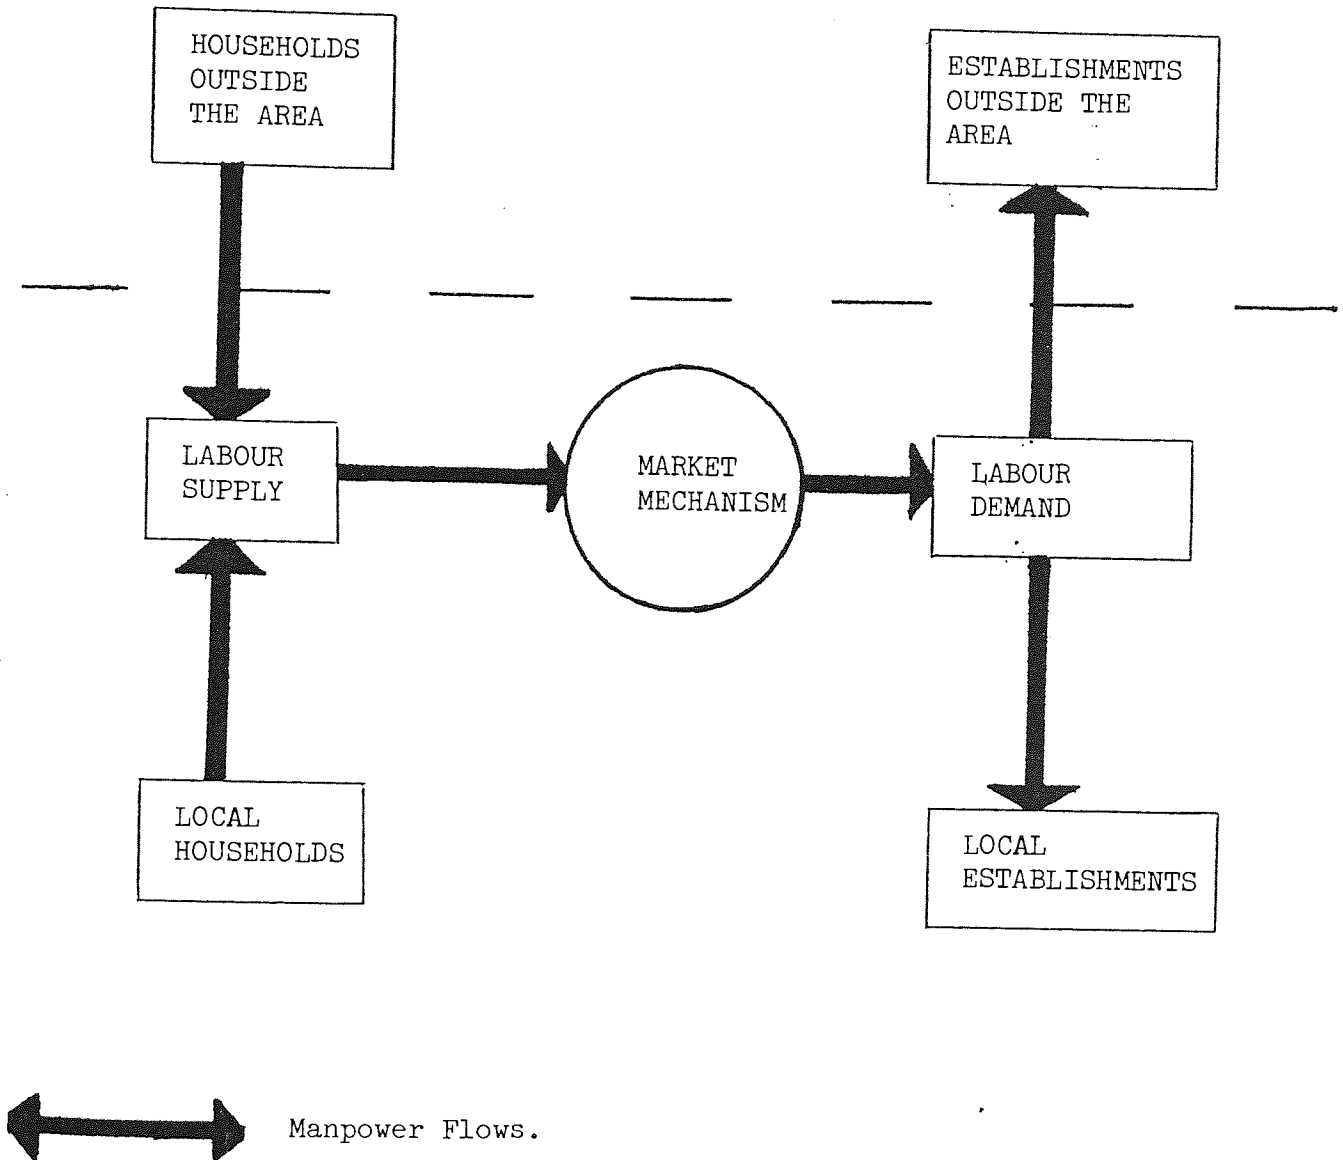 HOUSEHOLDS
OUTSIDE
THE AREA
ESTABLISHMENTS
OUTSIDE THE
AREA
LABOUR
SUPPLY
MARKET
MECHANISM
LABOUR
DEMAND
LOCAL
HOUSEHOLDS
LOCAL
ESTABLISHMENTS
Manpower Flows.